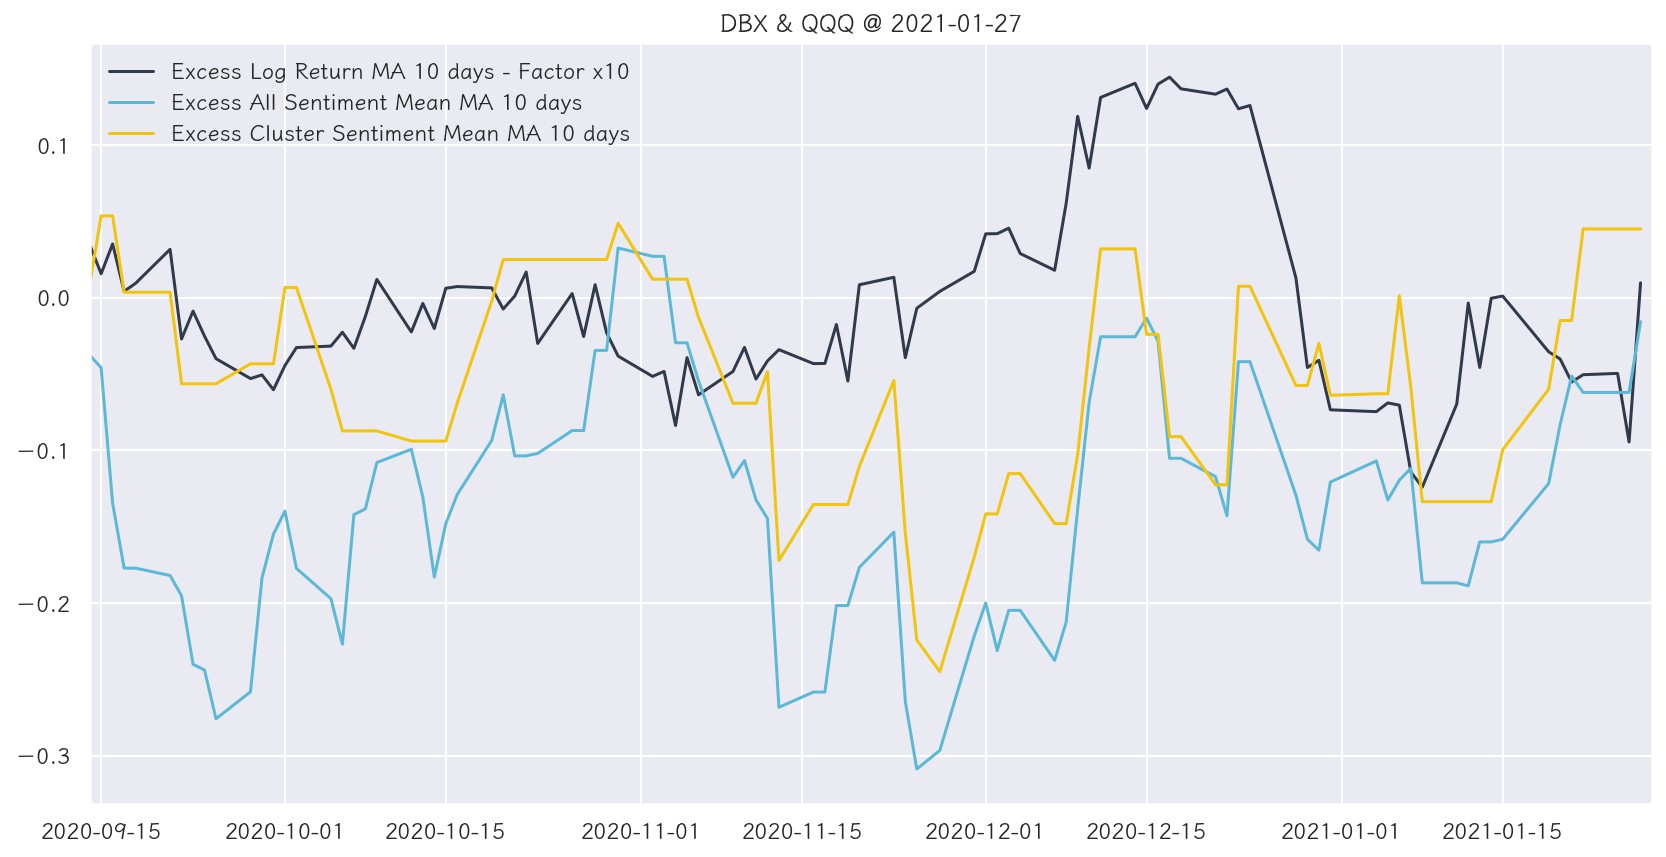 DBX & QQQ @ 2021-01-27
Excess Log Return MA 10 days - Factor x10
Excess All Sentiment Mean MA 10 days
Excess Cluster Sentiment Mean MA 10 days
0.1
0.0
−0.1
−0.2
−0.3
2020-09-15 2020-10-01 2020-10-15 2020-11-01 2020-11-15 2020-12-01 2020-12-15 2021-01-01 2021-01-15